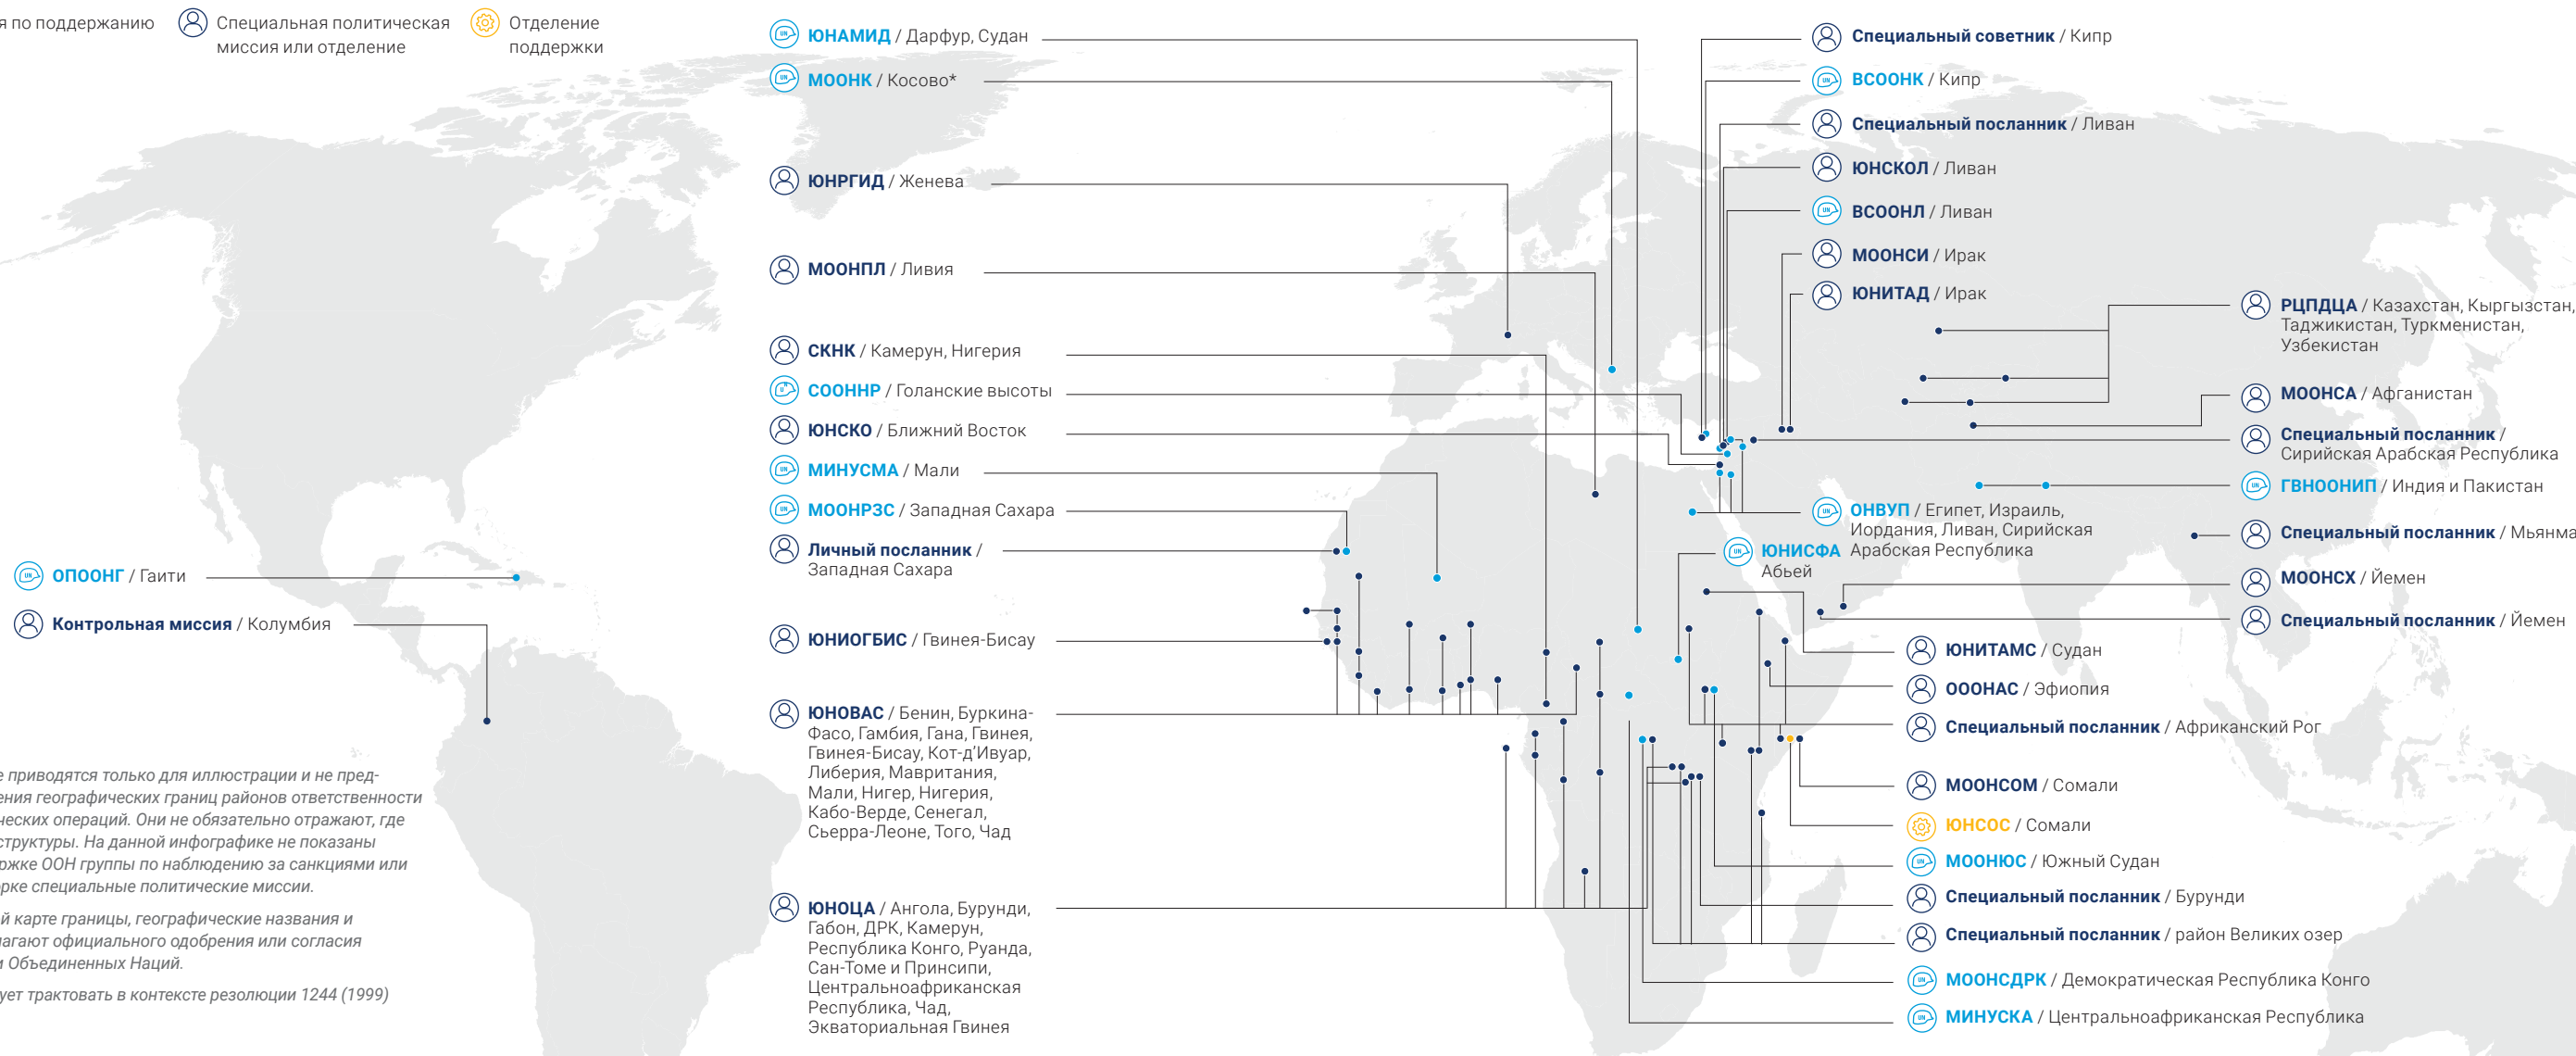 я по поддержанию
Специальная политическая
миссия или отделение
Отделение
поддержки
ЮНАМИД / Дарфур, Судан
МООНК / Косово*
ЮНРГИД / Женева
МООНПЛ / Ливия
СКНК / Камерун, Нигерия
СООННР / Голанские высоты
ЮНСКО / Ближний Восток
МИНУСМА / Мали
МООНРЗС / Западная Сахара
Личный посланник /
Западная Сахара
ЮНИОГБИС / Гвинея-Бисау
ЮНОВАС / Бенин, Буркина-
Фасо, Гамбия, Гана, Гвинея,
Гвинея-Бисау, Кот-д’Ивуар,
Либерия, Мавритания,
Мали, Нигер, Нигерия,
Кабо-Верде, Сенегал,
Сьерра-Леоне, Того, Чад
ЮНОЦА / Ангола, Бурунди,
Габон, ДРК, Камерун,
Республика Конго, Руанда,
Сан-Томе и Принсипи,
Центральноафриканская
Республика, Чад,
Экваториальная Гвинея
ОПООНГ / Гаити
Контрольная миссия / Колумбия
е приводятся только для иллюстрации и не пред-
ения географических границ районов ответственности
ческих операций. Они не обязательно отражают, где
структуры. На данной инфографике не показаны
ржке ООН группы по наблюдению за санкциями или
орке специальные политические миссии.
й карте границы, географические названия и
лагают официального одобрения или согласия
и Объединенных Наций.
ует трактовать в контексте резолюции 1244 (1999)
Специальный советник / Кипр
ВСООНК / Кипр
Специальный посланник / Ливан
ЮНСКОЛ / Ливан
ВСООНЛ / Ливан
МООНСИ / Ирак
ЮНИТАД / Ирак
РЦПДЦА / Казахстан, Кыргызстан,
Таджикистан, Туркменистан,
Узбекистан
МООНСА / Афганистан
Специальный посланник /
Сирийская Арабская Республика
ГВНООНИП / Индия и Пакистан
ОНВУП / Египет, Израиль,
Иордания, Ливан, Сирийская
Арабская Республика
ЮНИСФА
Абьей
Специальный посланник / Мьянма
МООНСХ / Йемен
Специальный посланник / Йемен
ЮНИТАМС / Судан
ОООНАС / Эфиопия
Специальный посланник / Африканский Рог
МООНСОМ / Сомали
ЮНСОС / Сомали
МООНЮС / Южный Судан
Специальный посланник / Бурунди
Специальный посланник / район Великих озер
МООНСДРК / Демократическая Республика Конго
МИНУСКА / Центральноафриканская Республика